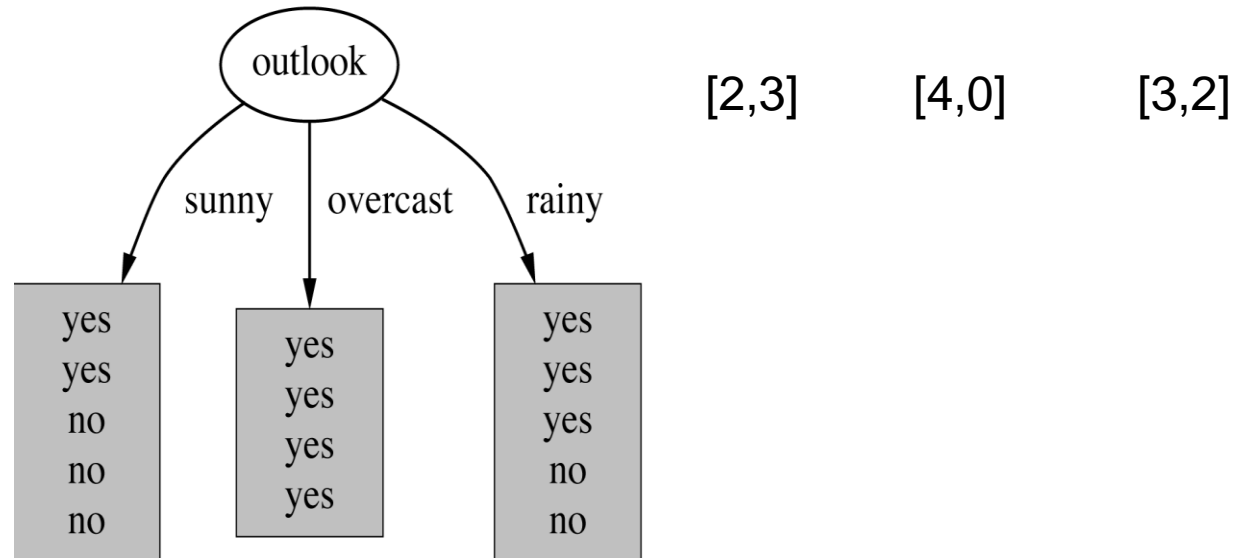 outlook
[2,3] [4,0] [3,2]
sunny overcast rainy
yes
yes
no
no
no
yes
yes
yes
yes
yes
yes
yes
no
no